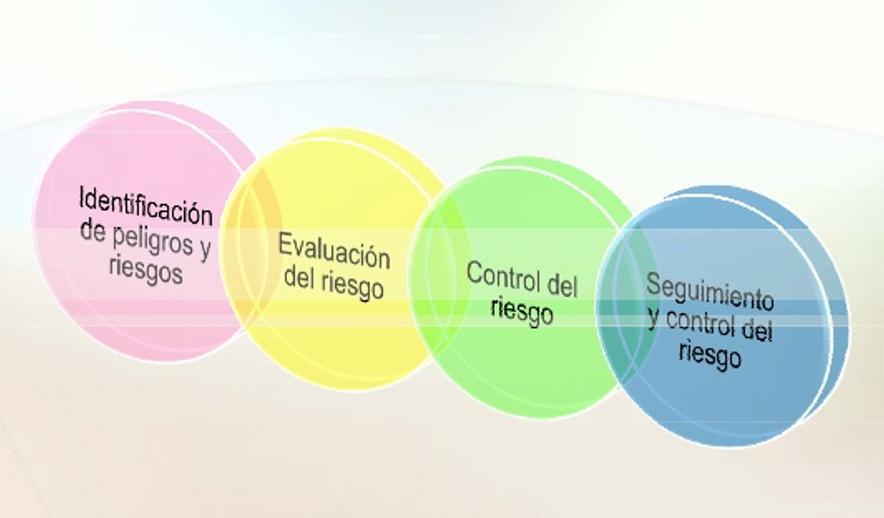 Identificación
de peligros y
riesgos
Evaluación
del riesgo
Control del
riesgo
Seguimiento
y control del
riesgo